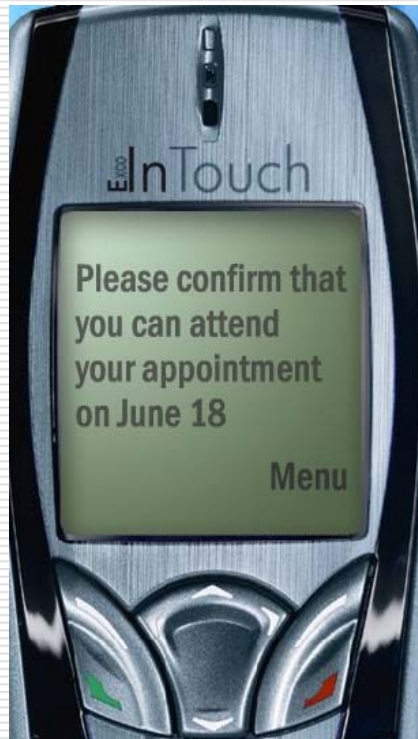 Exco InTouch
Please confirm that
you can attend
your appointment
on June 18
Menu